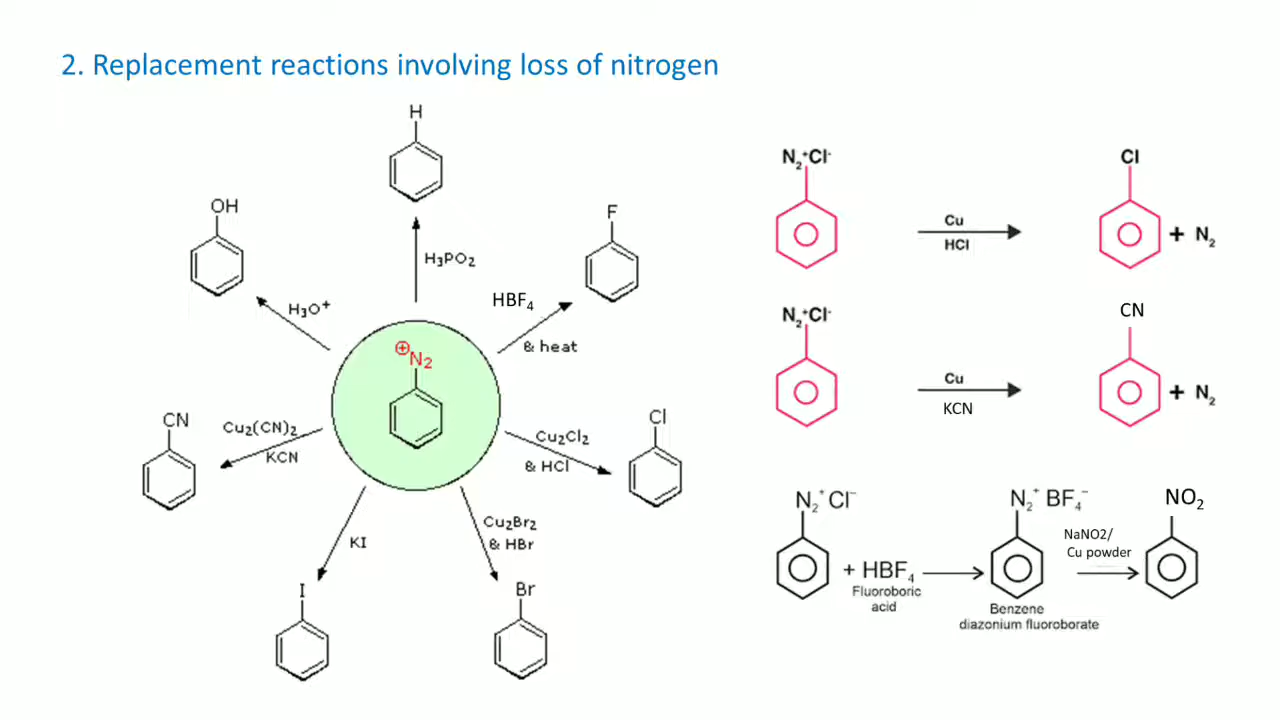 2. Replacement reactions involving loss of nitrogen
H
OH
F
H₃PO₂
HBF₄
& heat
H₃O⁺
⊕N₂
CN
Cu₂(CN)₂
KCN
Cl
Cu₂Cl₂
& HCl
Cu₂Br₂
& HBr
KI
I
Br
N₂⁺Cl⁻
Cu
HCl
Cl
+ N₂
N₂⁺Cl⁻
Cu
KCN
CN
+ N₂
N₂⁺ Cl⁻
+ HBF₄
Fluoroboric
acid
N₂⁺ BF₄⁻
Benzene
diazonium fluoroborate
NaNO2/
Cu powder
NO₂